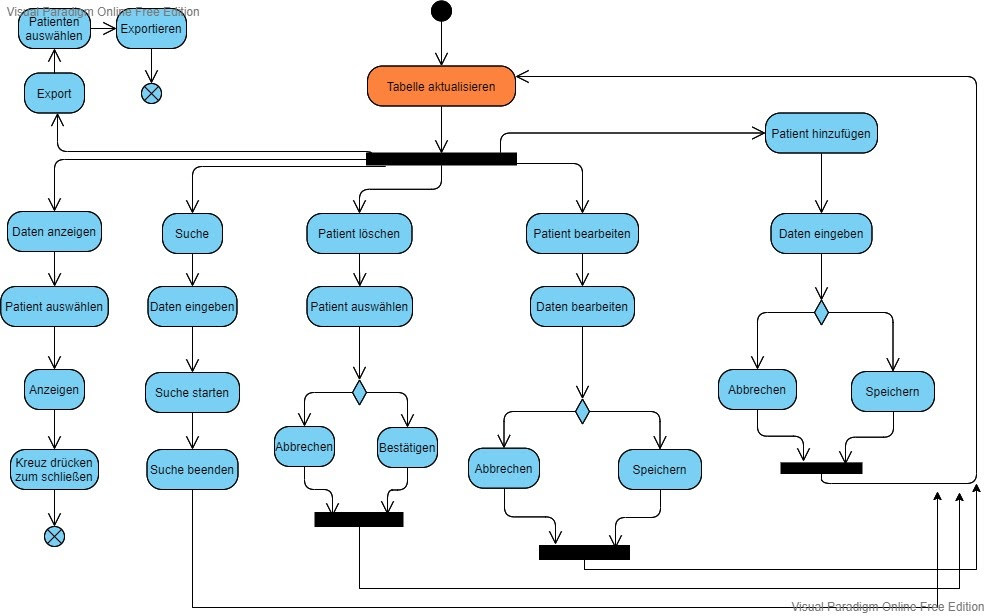 Visual Paradigm Online Free Edition
Patienten
auswählen
Exportieren
Export
Tabelle aktualisieren
Patient hinzufügen
Daten anzeigen
Suche
Patient löschen
Patient bearbeiten
Daten eingeben
Patient auswählen
Daten eingeben
Patient auswählen
Daten bearbeiten
Anzeigen
Suche starten
Abbrechen
Speichern
Abbrechen
Bestätigen
Kreuz drücken
zum schließen
Suche beenden
Abbrechen
Speichern
Visual Paradigm Online Free Edition